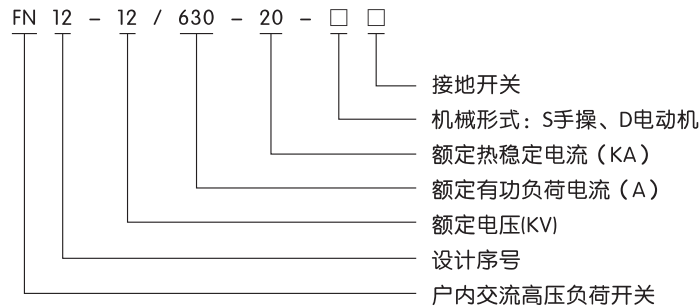 FN 12 – 12 / 630 – 20 – □ □
接地开关
机械形式：S手操、D电动机
额定热稳定电流（KA）
额定有功负荷电流（A）
额定电压(KV)
设计序号
户内交流高压负荷开关